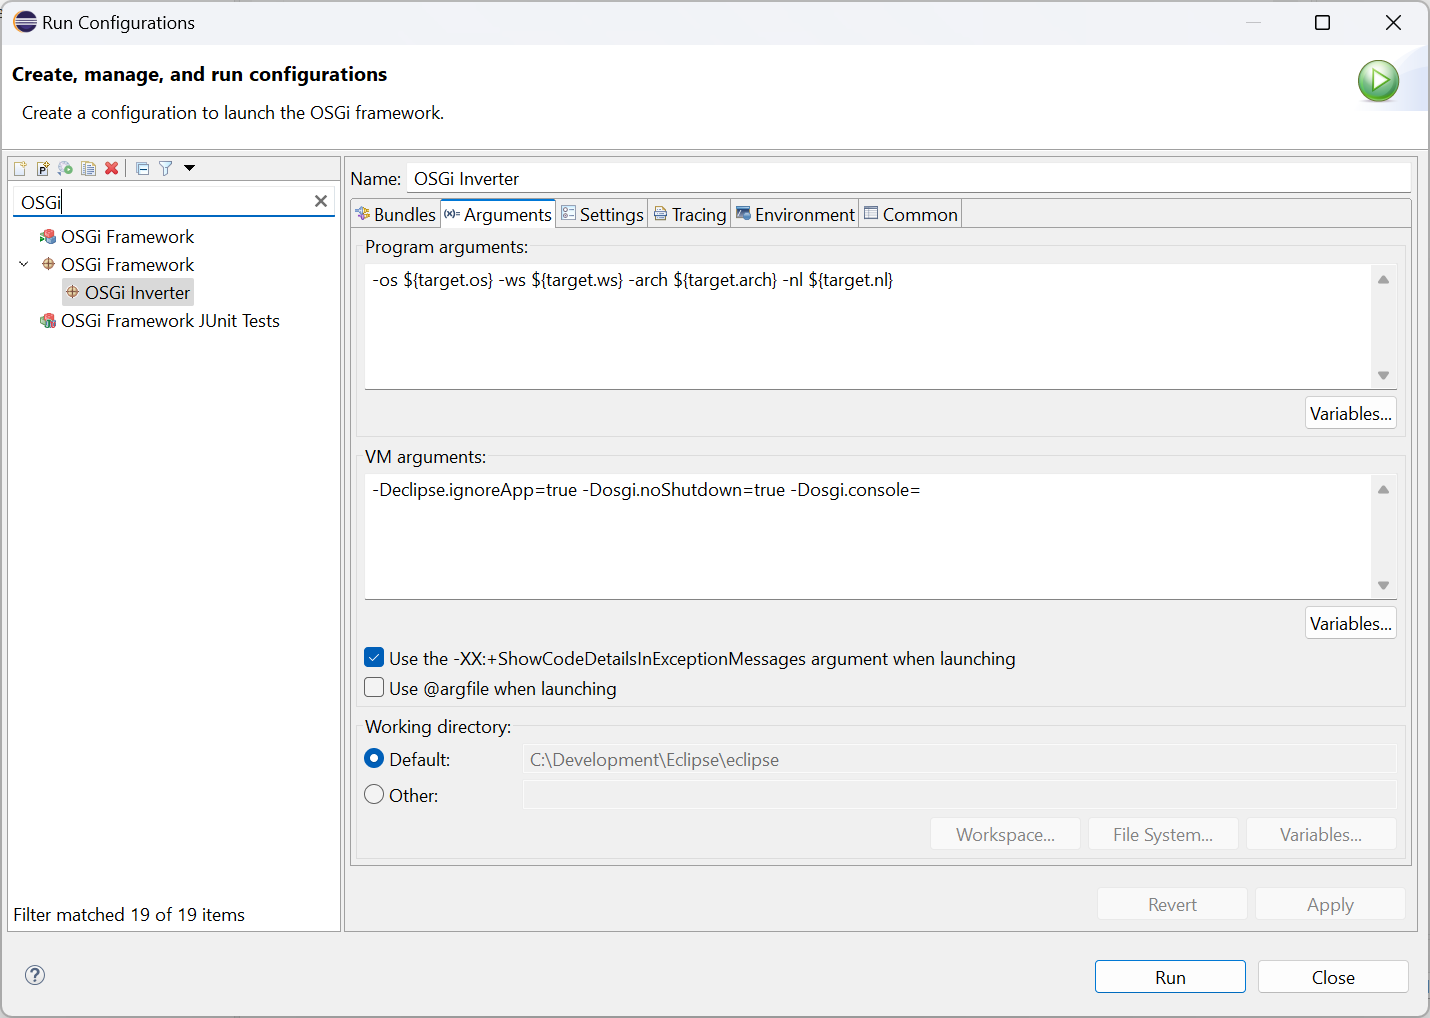 Run Configurations
Create, manage, and run configurations
Create a configuration to launch the OSGi framework.
OSGi
OSGi Framework
OSGi Framework
OSGi Inverter
OSGi Framework JUnit Tests
Filter matched 19 of 19 items
Name: OSGi Inverter
Bundles (x)= Arguments Settings Tracing Environment Common
Program arguments:
-os ${target.os} -ws ${target.ws} -arch ${target.arch} -nl ${target.nl}
Variables...
VM arguments:
-Declipse.ignoreApp=true -Dosgi.noShutdown=true -Dosgi.console=
Variables...
Use the -XX:+ShowCodeDetailsInExceptionMessages argument when launching
Use @argfile when launching
Working directory:
Default: C:\Development\Eclipse\eclipse
Other:
Workspace... File System... Variables...
Revert Apply
Run Close